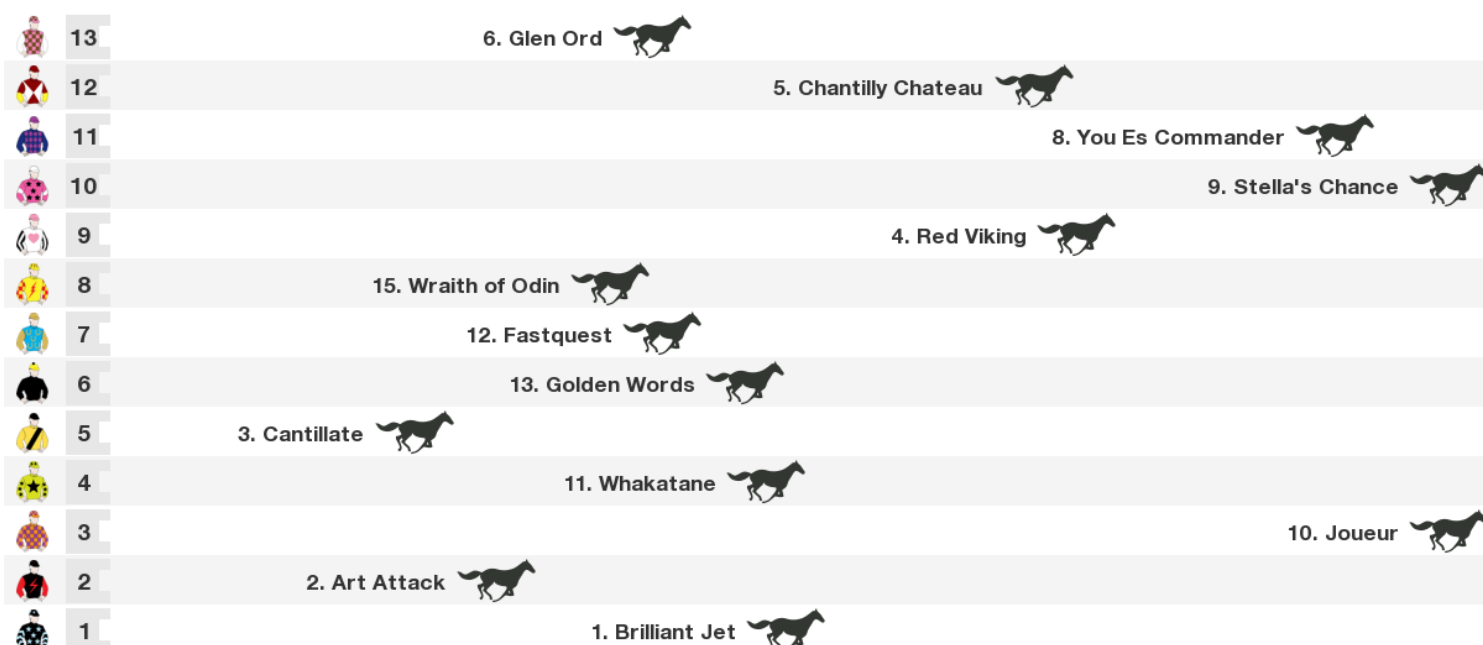 13 6. Glen Ord
12 5. Chantilly Chateau
11 8. You Es Commander
10 9. Stella's Chance
9 4. Red Viking
8 15. Wraith of Odin
7 12. Fastquest
6 13. Golden Words
5 3. Cantillate
4 11. Whakatane
3 10. Joueur
2 2. Art Attack
1 1. Brilliant Jet